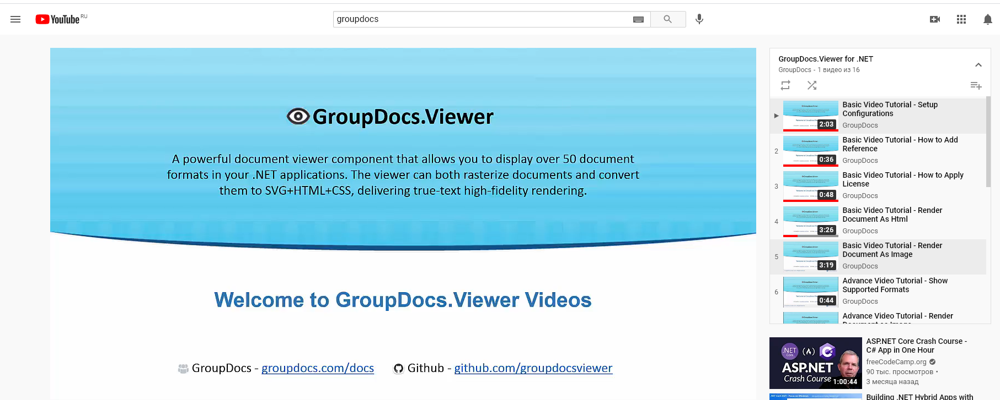 YouTube RU
groupdocs
GroupDocs.Viewer
A powerful document viewer component that allows you to display over 50 document
formats in your .NET applications. The viewer can both rasterize documents and convert
them to SVG+HTML+CSS, delivering true-text high-fidelity rendering.
Welcome to GroupDocs.Viewer Videos
GroupDocs - groupdocs.com/docs
Github - github.com/groupdocsviewer
GroupDocs.Viewer for .NET
GroupDocs - 1 видео из 16
2:03
Basic Video Tutorial - Setup
Configurations
GroupDocs
2
0:36
Basic Video Tutorial - How to Add
Reference
GroupDocs
3
0:48
Basic Video Tutorial - How to Apply
License
GroupDocs
4
3:26
Basic Video Tutorial - Render
Document As Html
GroupDocs
5
3:19
Basic Video Tutorial - Render
Document As Image
GroupDocs
6
0:44
Advance Video Tutorial - Show
Supported Formats
GroupDocs
Advance Video Tutorial - Render
.NET
Core
ASP.NET
Crash Course
1:00:44
ASP.NET Core Crash Course -
C# App in One Hour
freeCodeCamp.org
90 тыс. просмотров •
3 месяца назад
Building .NET Hybrid Apps with